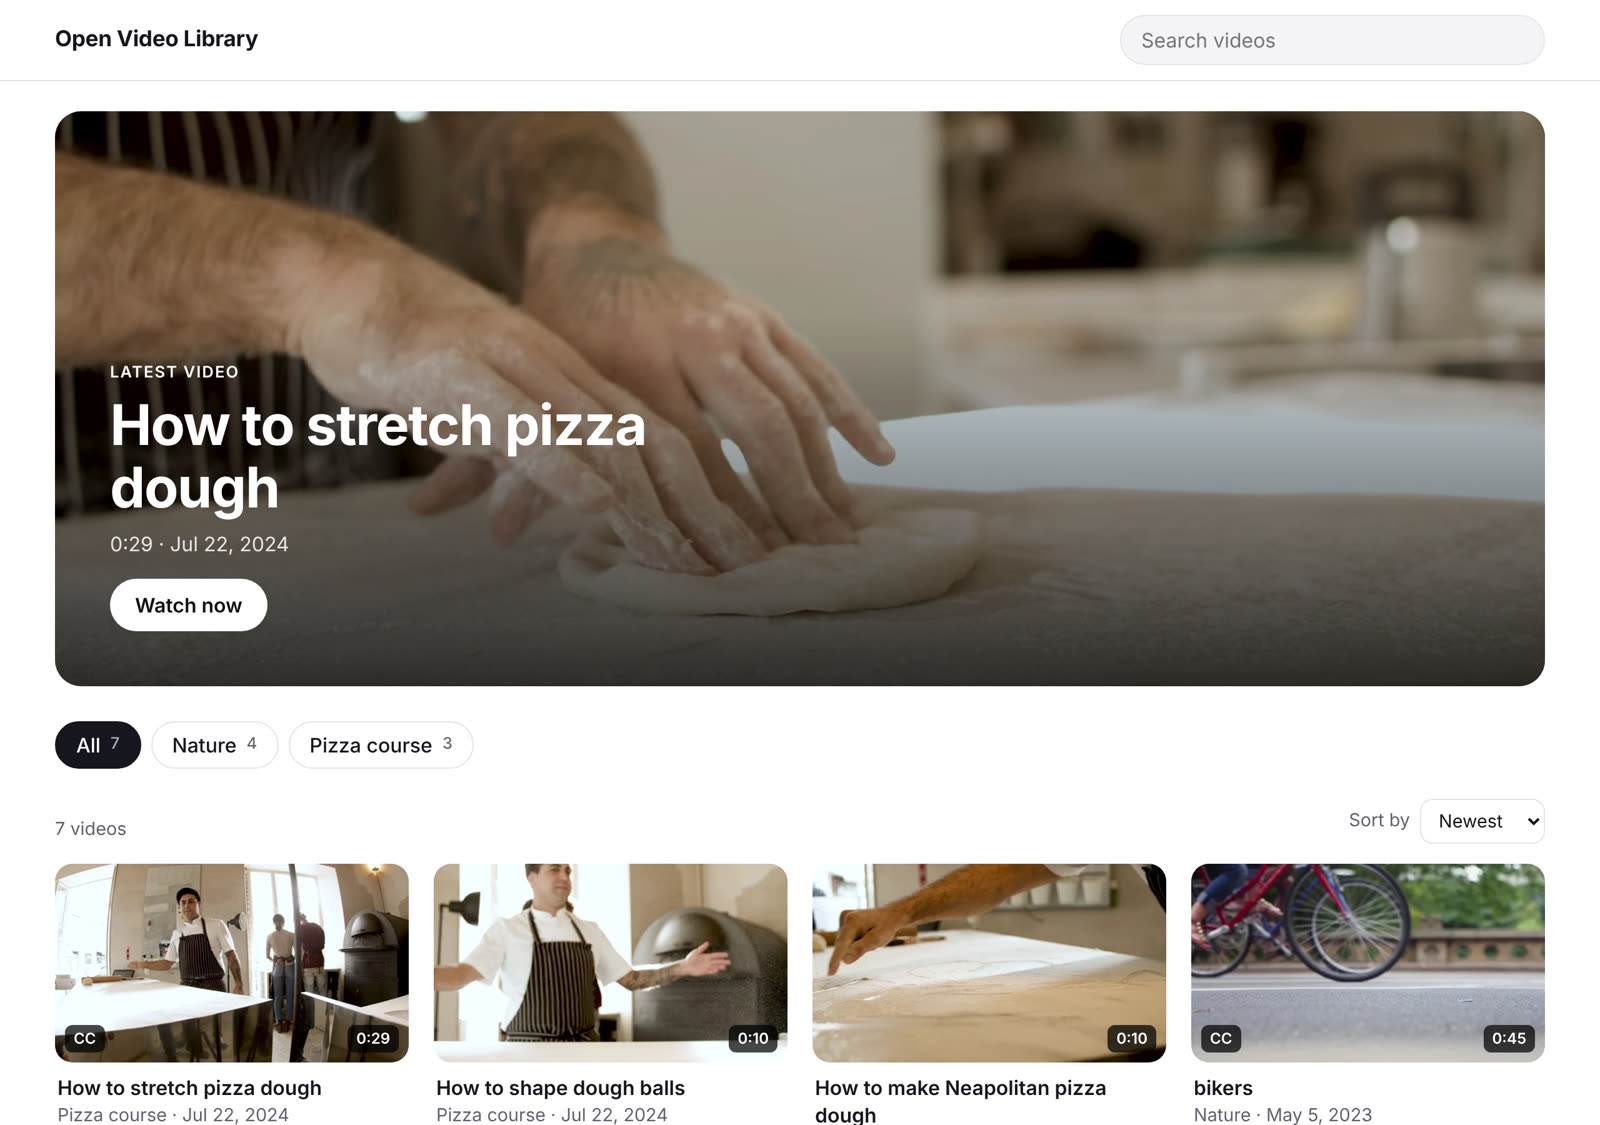 Open Video Library
Search videos
LATEST VIDEO
How to stretch pizza
dough
0:29 · Jul 22, 2024
Watch now
All 7
Nature 4
Pizza course 3
7 videos
Sort by
Newest
CC
0:29
0:10
0:10
CC
0:45
How to stretch pizza dough
Pizza course · Jul 22, 2024
How to shape dough balls
Pizza course · Jul 22, 2024
How to make Neapolitan pizza
dough
bikers
Nature · May 5, 2023